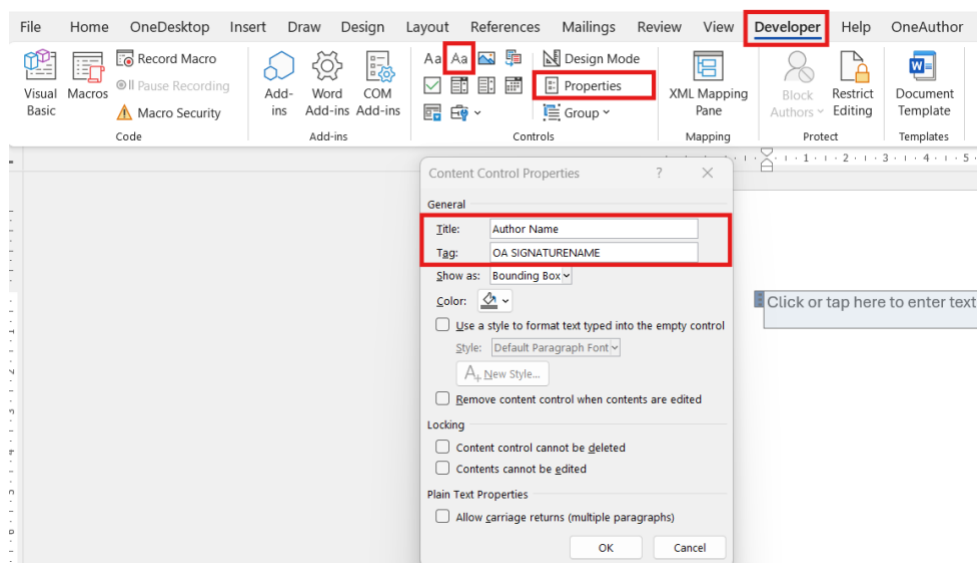 File Home OneDesktop Insert Draw Design Layout References Mailings Review View Developer Help OneAuthor
Visual Basic
Macros
Record Macro
Pause Recording
Macro Security
Code
Add-ins
Word Add-ins
COM Add-ins
Add-ins
Aa Aa
Design Mode
Properties
Group
Controls
XML Mapping Pane
Mapping
Block Authors
Restrict Editing
Protect
Document Template
Templates
1 2 3 4 5
Content Control Properties ? ×
General
Title: Author Name
Tag: OA SIGNATURENAME
Show as: Bounding Box
Color:
Use a style to format text typed into the empty control
Style: Default Paragraph Font
A+ New Style...
Remove content control when contents are edited
Locking
Content control cannot be deleted
Contents cannot be edited
Plain Text Properties
Allow carriage returns (multiple paragraphs)
OK Cancel
Click or tap here to enter text